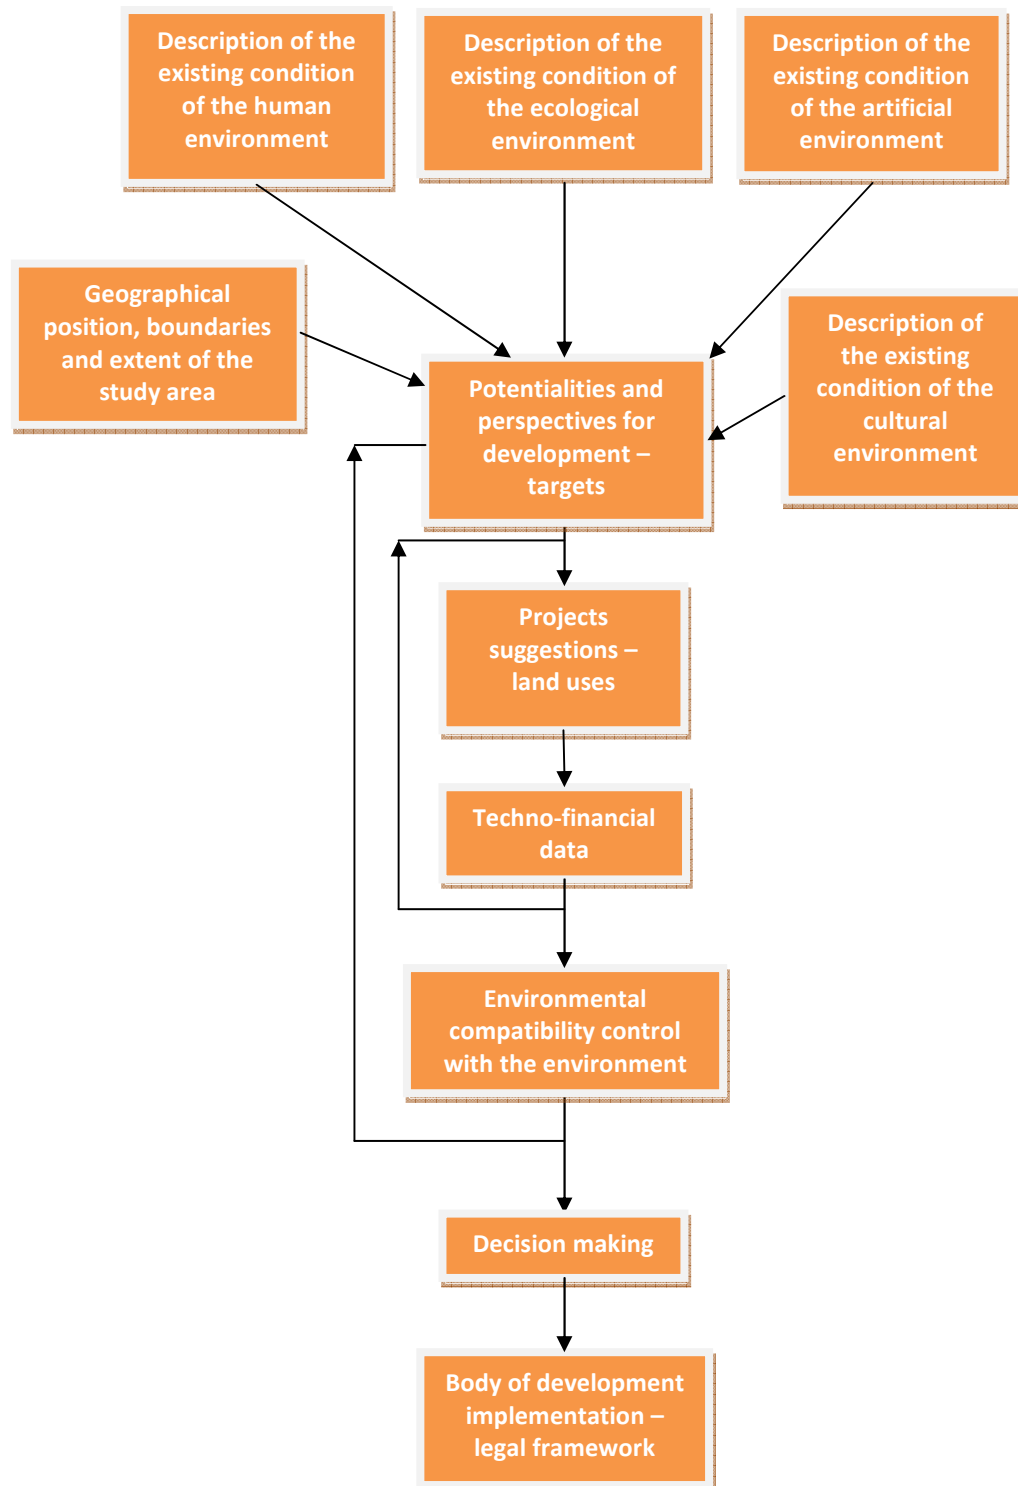 Description of the
existing condition
of the human
environment
Description of the
existing condition of
the ecological
environment
Description of the
existing condition
of the artificial
environment
Geographical
position, boundaries
and extent of the
study area
Description of
the existing
condition of the
cultural
environment
Potentialities and
perspectives for
development –
targets
Projects
suggestions –
land uses
Techno-financial
data
Environmental
compatibility control
with the environment
Decision making
Body of development
implementation –
legal framework